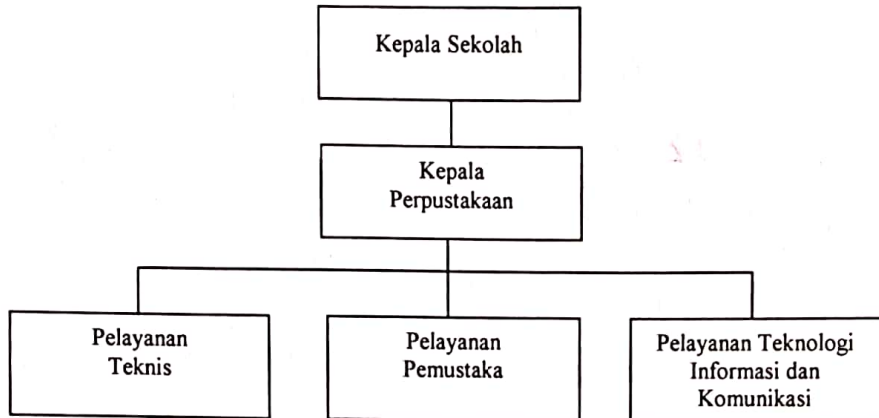 Kepala Sekolah
Kepala
Perpustakaan
Pelayanan
Teknis
Pelayanan
Pemustaka
Pelayanan Teknologi
Informasi dan
Komunikasi